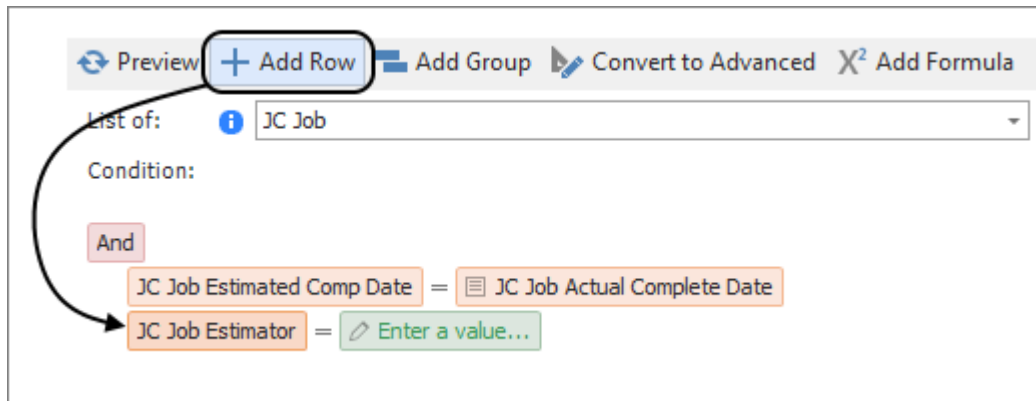 Preview Add Row Add Group Convert to Advanced X² Add Formula
List of: JC Job
Condition:
And
JC Job Estimated Comp Date = JC Job Actual Complete Date
JC Job Estimator = Enter a value...